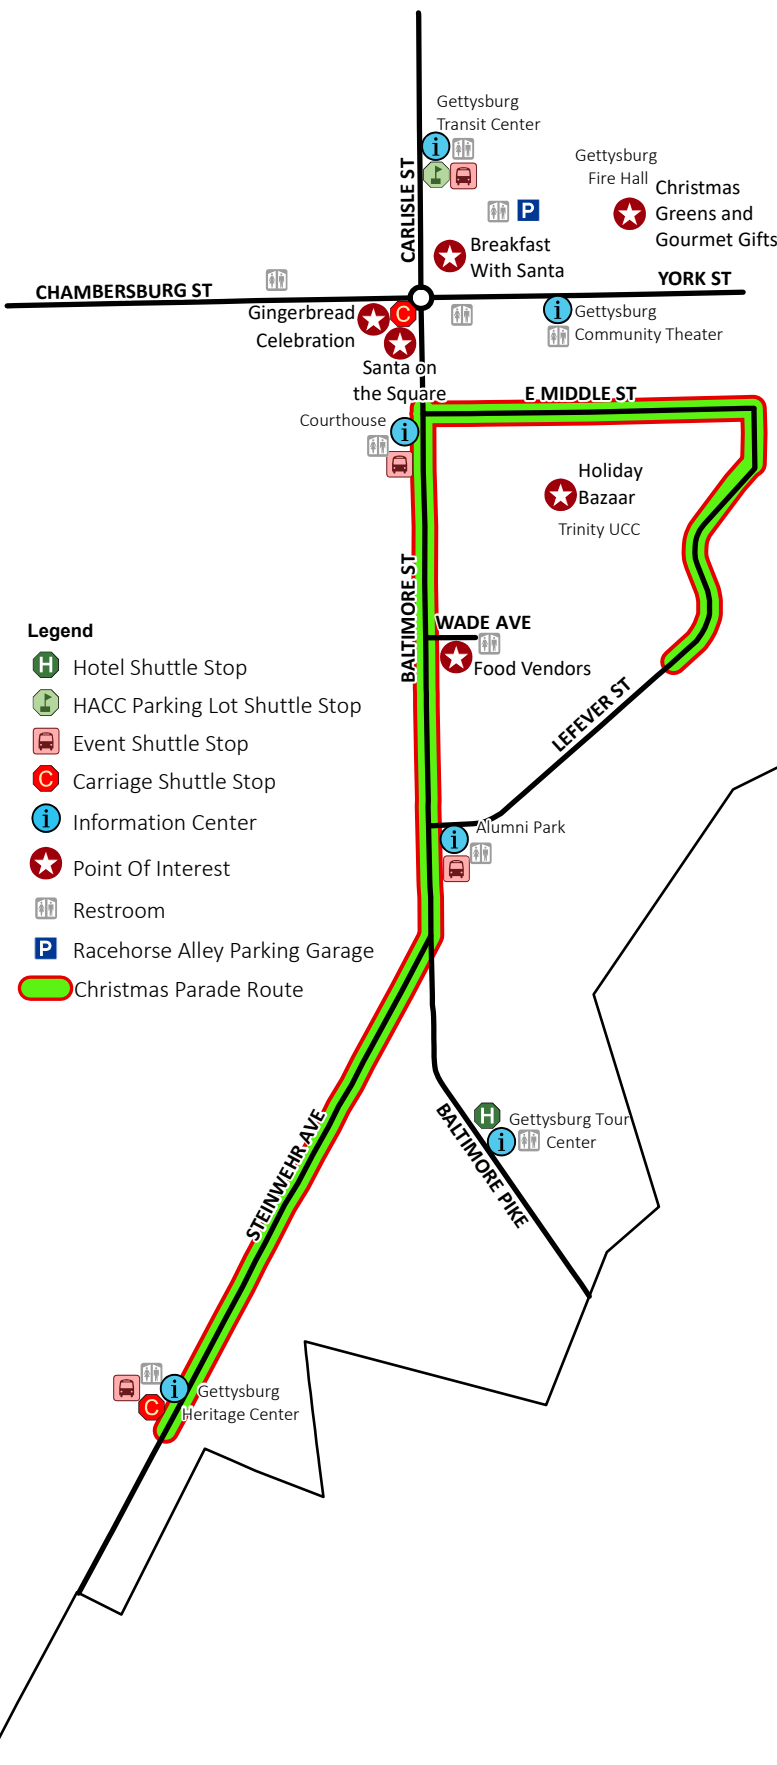 Gettysburg
Transit Center
i
CARLISLE ST
Gettysburg
Fire Hall
Christmas
Greens and
Gourmet Gifts
P
Breakfast
With Santa
CHAMBERSBURG ST
YORK ST
Gingerbread
Celebration
C
i
Gettysburg
Community Theater
Santa on
the Square
E MIDDLE ST
Courthouse
i
Holiday
Bazaar
Trinity UCC
BALTIMORE ST
WADE AVE
Food Vendors
Legend
H Hotel Shuttle Stop
HACC Parking Lot Shuttle Stop
Event Shuttle Stop
C Carriage Shuttle Stop
i Information Center
Point Of Interest
Restroom
P Racehorse Alley Parking Garage
Christmas Parade Route
LEFEVER ST
Alumni Park
i
H
Gettysburg Tour
Center
i
BALTIMORE PIKE
STEINWEHR AVE
i
Gettysburg
Heritage Center
C